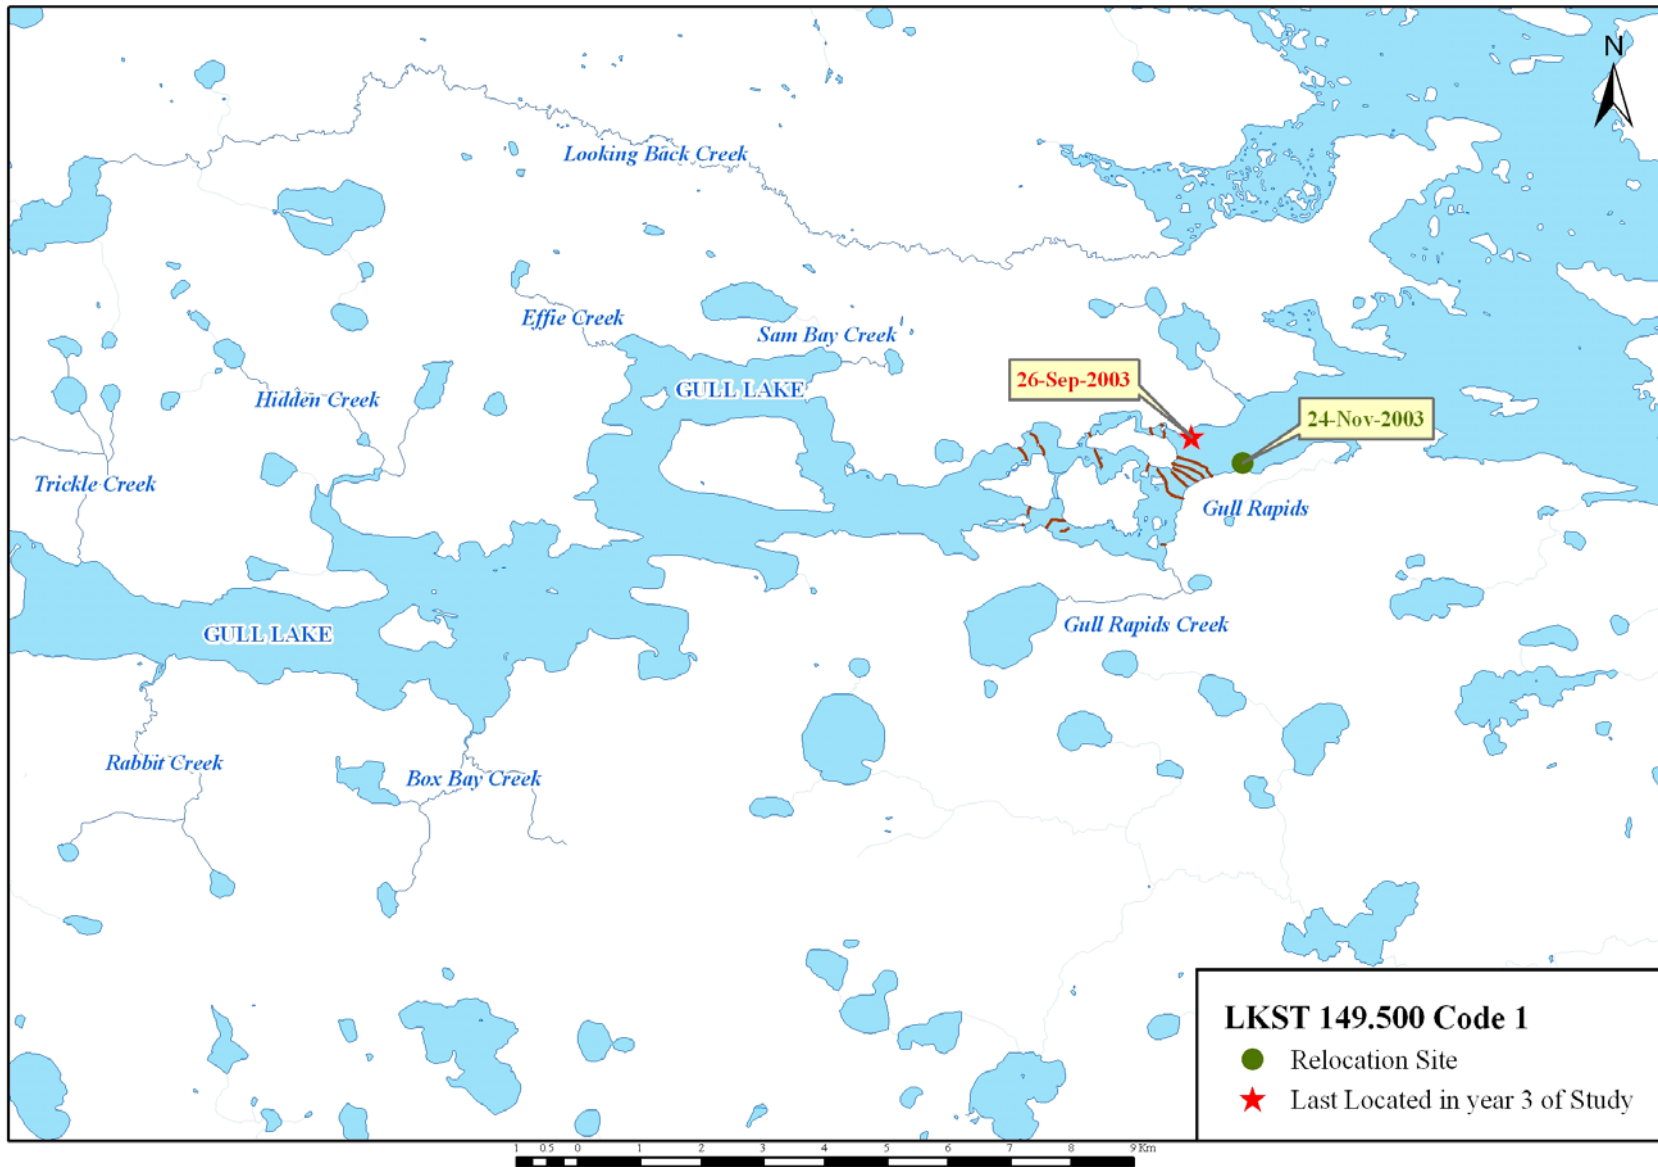 N
Looking Back Creek
Effie Creek
Sam Bay Creek
26-Sep-2003
GULL LAKE
Hidden Creek
24-Nov-2003
Trickle Creek
Gull Rapids
GULL LAKE
Gull Rapids Creek
Rabbit Creek
Box Bay Creek
LKST 149.500 Code 1
Relocation Site
Last Located in year 3 of Study
1 0.5 0 1 2 3 4 5 6 7 8 9 Km